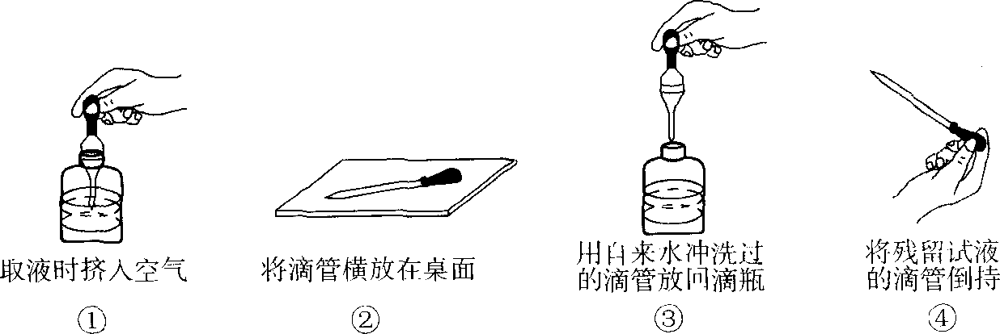 取液时挤入空气
①
将滴管横放在桌面
②
用自来水冲洗过
的滴管放回滴瓶
③
将残留试液
的滴管倒持
④